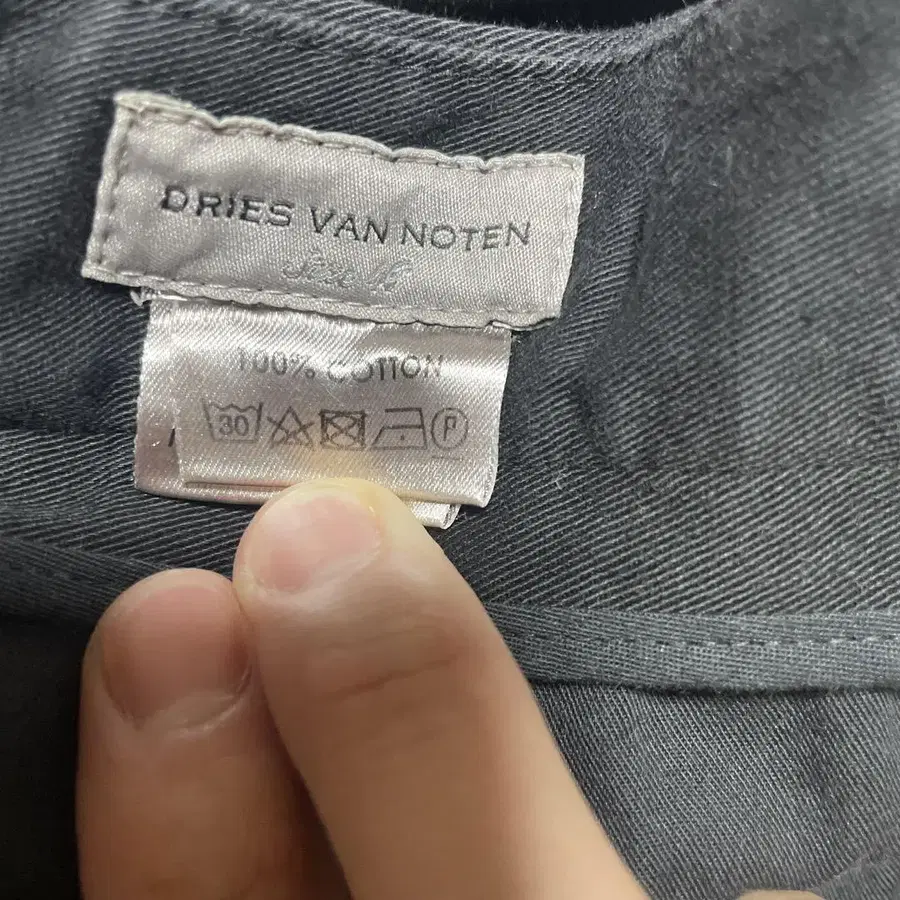 DRIES VAN NOTEN
100% COTTON
30 P